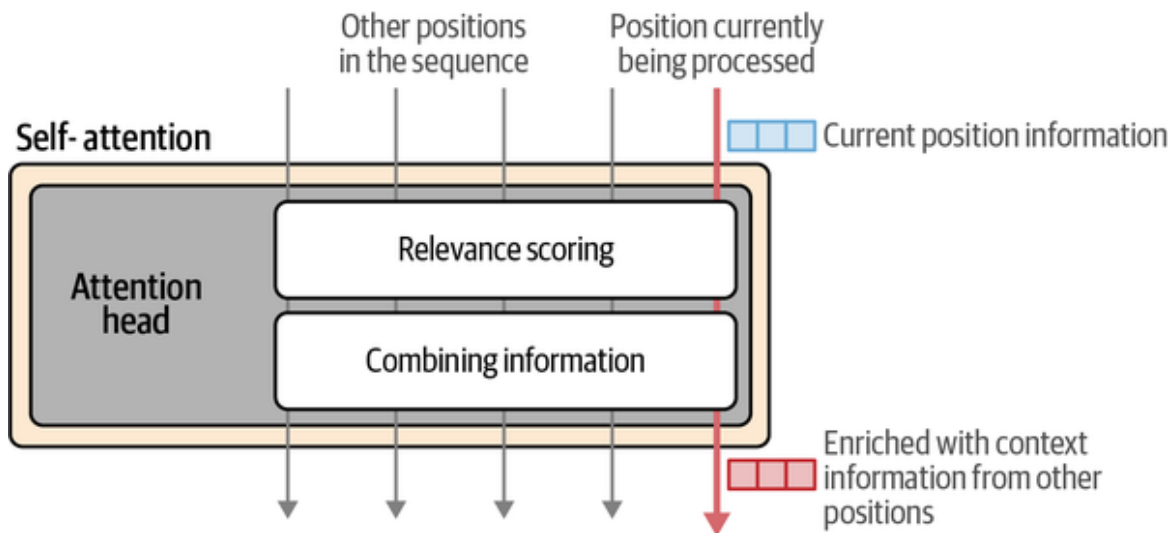 Other positions
in the sequence
Position currently
being processed
Self- attention
Current position information
Relevance scoring
Attention
head
Combining information
Enriched with context
information from other
positions